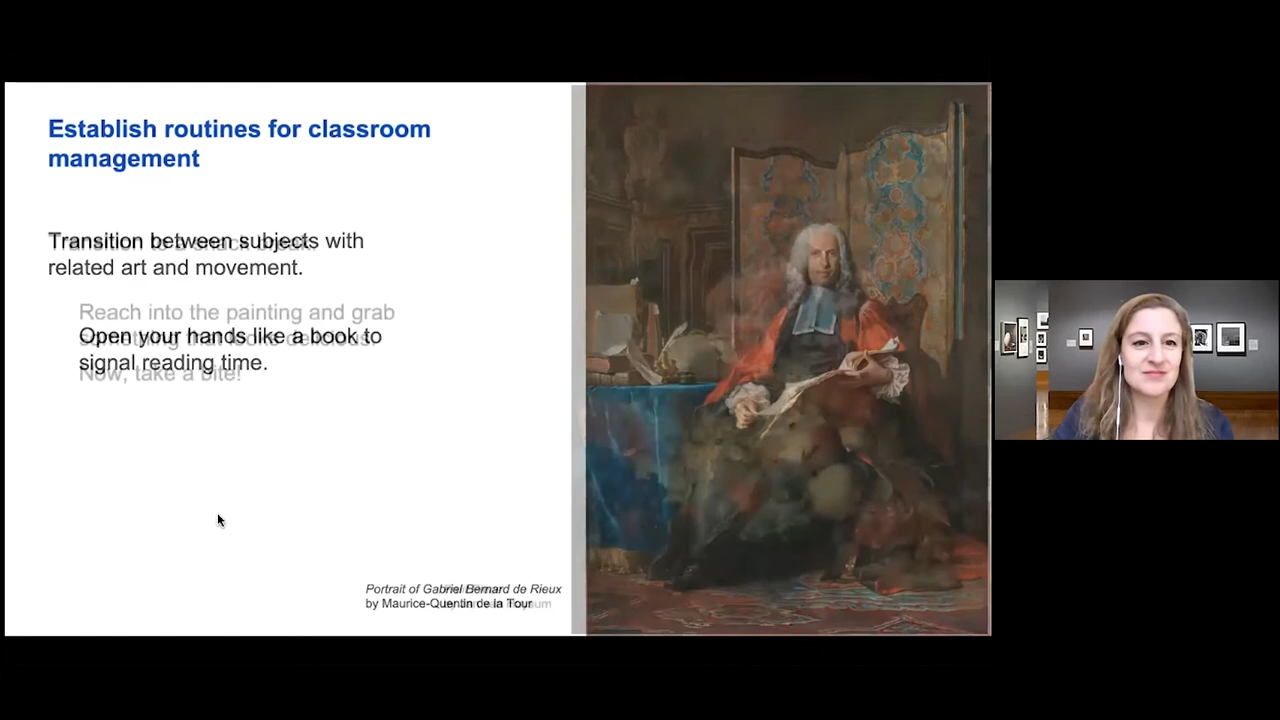 Establish routines for classroom
management
Transition between subjects with
related art and movement.
Reach into the painting and grab
Open your hands like a book to
signal reading time.
Now, take a bite!
Portrait of Gabriel Bernard de Rieux
by Maurice-Quentin de la Tour